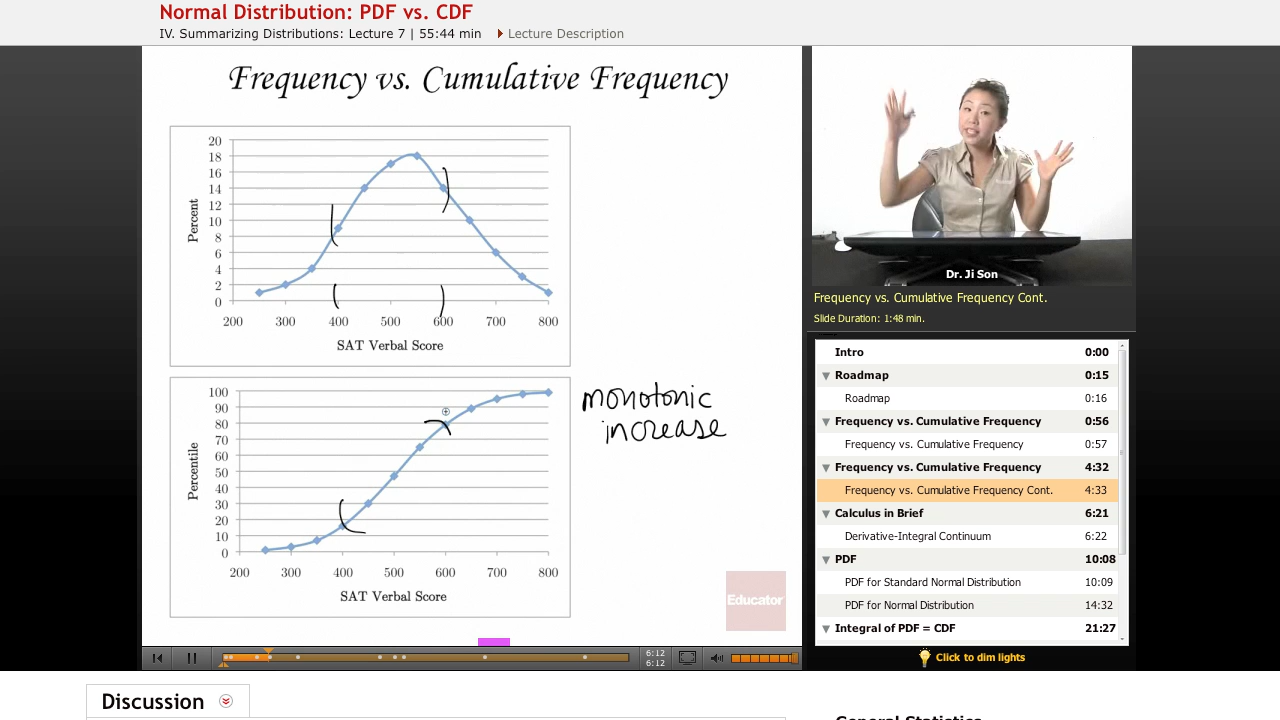 Normal Distribution: PDF vs. CDF
IV. Summarizing Distributions: Lecture 7 | 55:44 min
Lecture Description
Frequency vs. Cumulative Frequency
20
18
16
14
12
10
8
6
4
2
0
Percent
200 300 400 500 600 700 800
SAT Verbal Score
100
90
80
70
60
50
40
30
20
10
0
Percentile
200 300 400 500 600 700 800
SAT Verbal Score
monotonic
increase
Educator
6:12
6:12
Dr. Ji Son
Frequency vs. Cumulative Frequency Cont.
Slide Duration: 1:48 min.
Intro 0:00
Roadmap 0:15
Roadmap 0:16
Frequency vs. Cumulative Frequency 0:56
Frequency vs. Cumulative Frequency 0:57
Frequency vs. Cumulative Frequency 4:32
Frequency vs. Cumulative Frequency Cont. 4:33
Calculus in Brief 6:21
Derivative-Integral Continuum 6:22
PDF 10:08
PDF for Standard Normal Distribution 10:09
PDF for Normal Distribution 14:32
Integral of PDF = CDF 21:27
Click to dim lights
Discussion
General Statistics